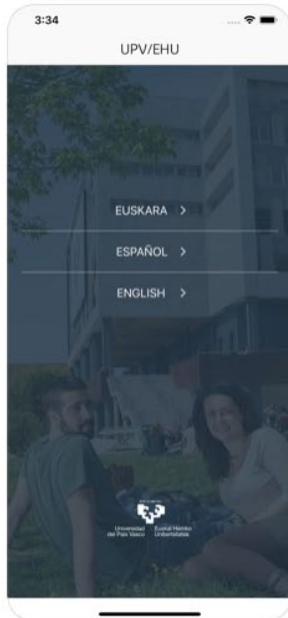 3:34
UPV/EHU
EUSKARA >
ESPAÑOL >
ENGLISH >
Universidad Euskal Herriko
del País Vasco Unibertsitatea